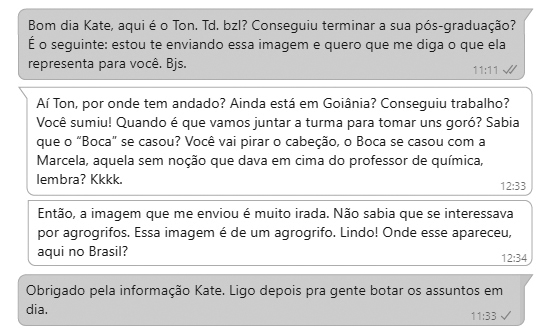 Bom dia Kate, aqui é o Ton. Td. bzl? Conseguiu terminar a sua pós-graduação?
É o seguinte: estou te enviando essa imagem e quero que me diga o que ela
representa para você. Bjs.
11:11
Aí Ton, por onde tem andado? Ainda está em Goiânia? Conseguiu trabalho?
Você sumiu! Quando é que vamos juntar a turma para tomar uns goró? Sabia
que o “Boca” se casou? Você vai pirar o cabeção, o Boca se casou com a
Marcela, aquela sem noção que dava em cima do professor de química,
lembra? Kkkk.
12:33
Então, a imagem que me enviou é muito irada. Não sabia que se interessava
por agrogrifos. Essa imagem é de um agrogrifo. Lindo! Onde esse apareceu,
aqui no Brasil?
12:34
Obrigado pela informação Kate. Ligo depois pra gente botar os assuntos em
dia.
11:33